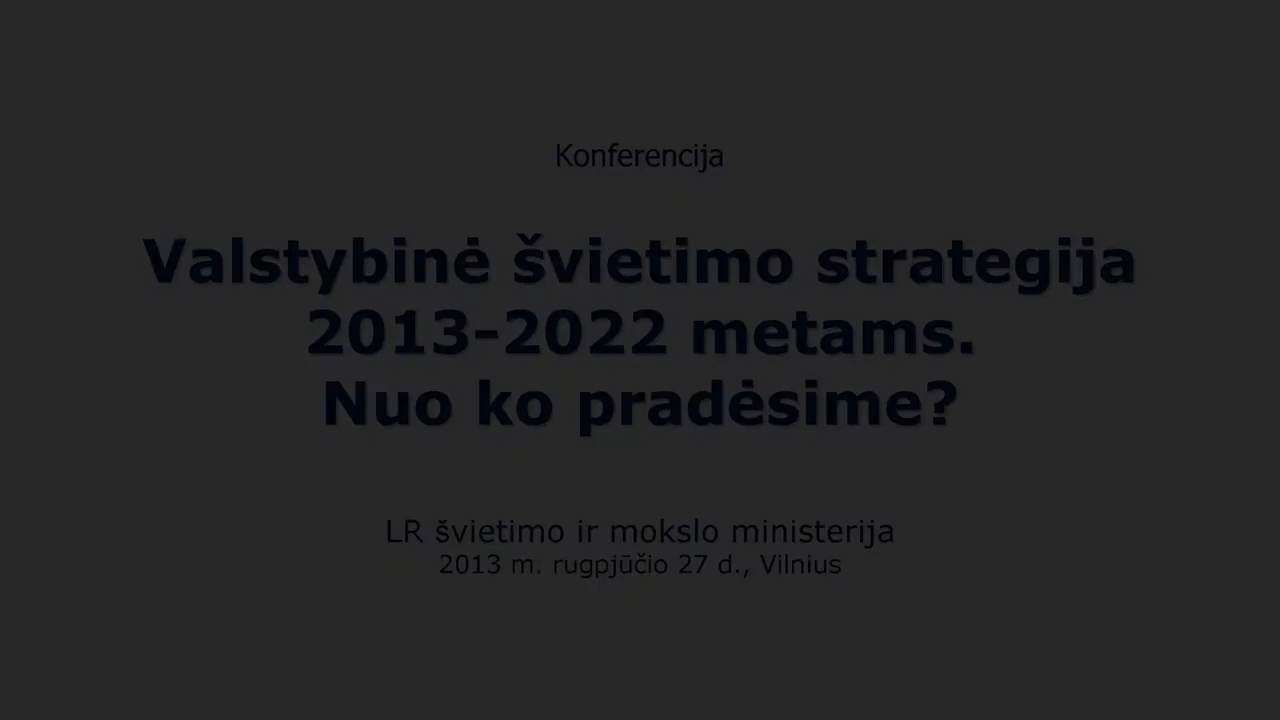 Konferencija
Valstybinė švietimo strategija
2013-2022 metams.
Nuo ko pradėsime?
LR švietimo ir mokslo ministerija
2013 m. rugpjūčio 27 d., Vilnius